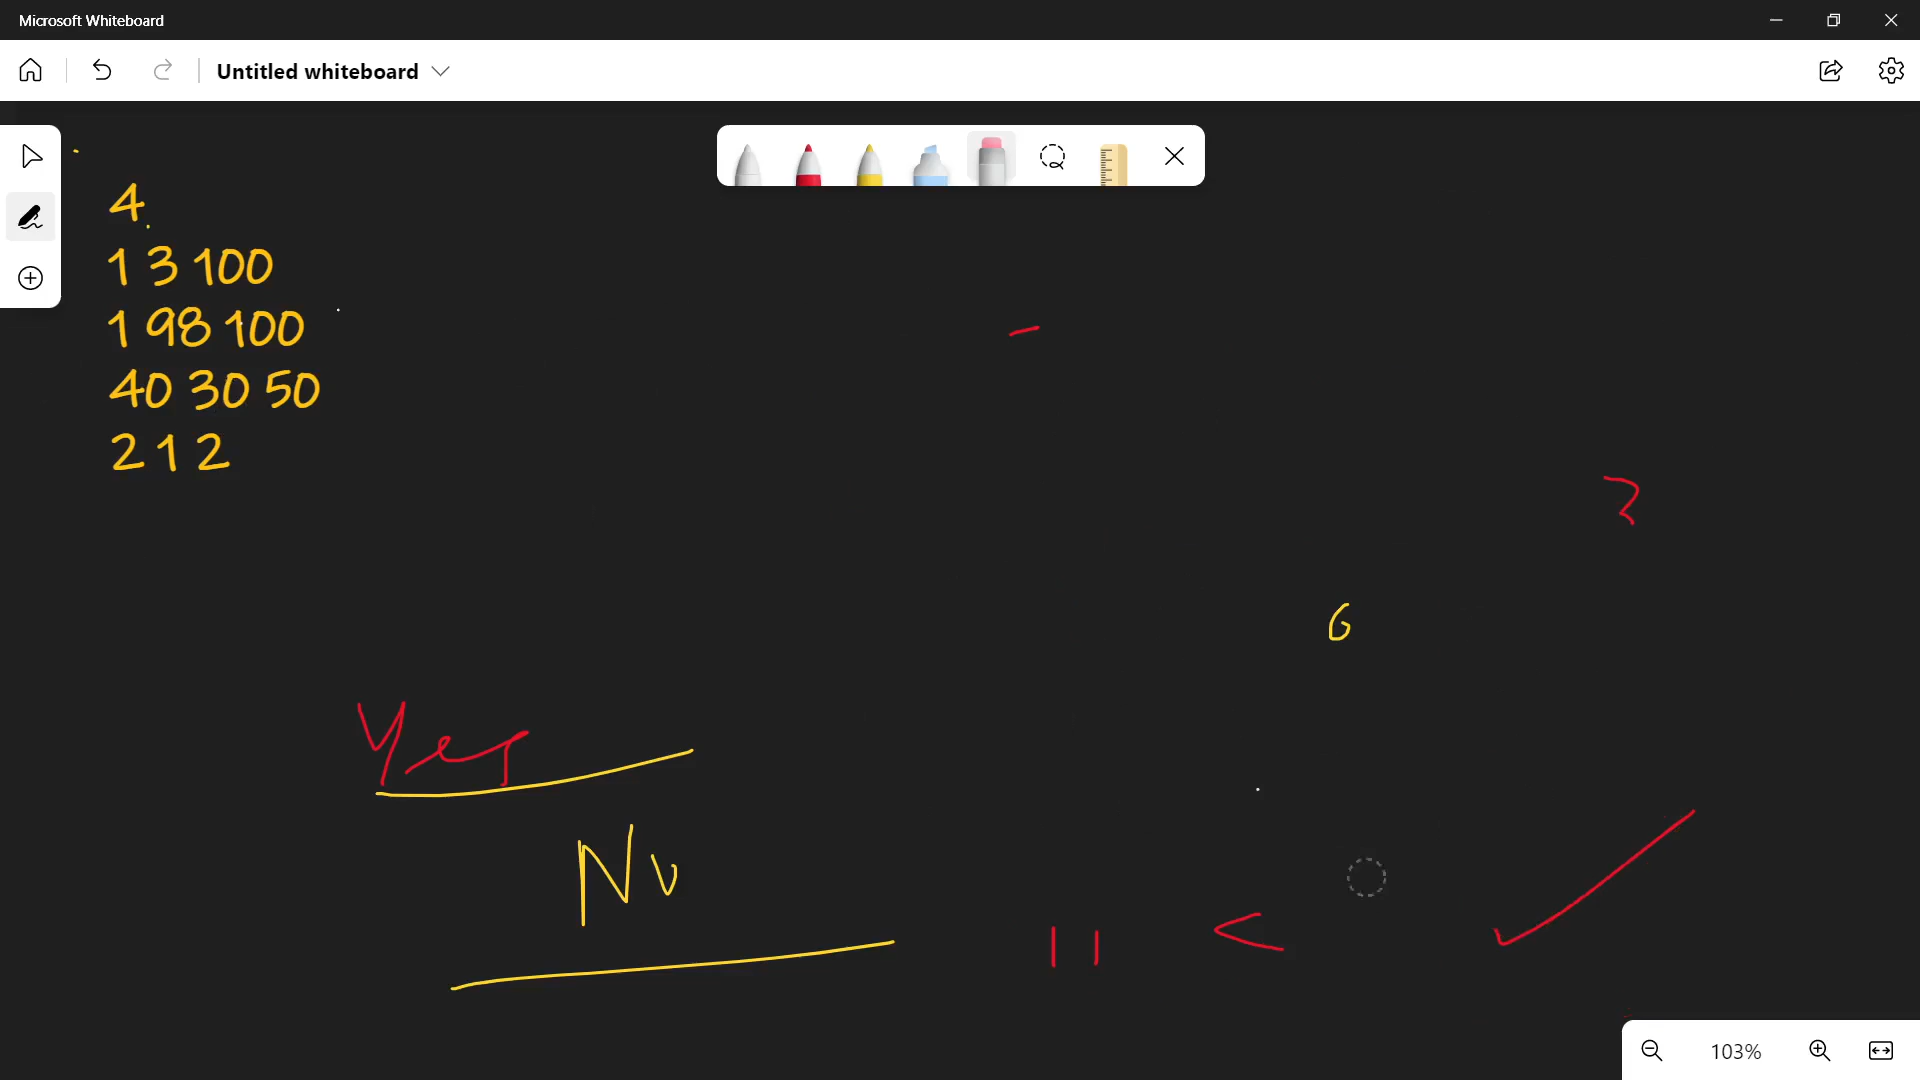 Microsoft Whiteboard
Untitled whiteboard
4
1 3 100
1 98 100
40 30 50
2 1 2
6
Yes
No
11 <
103%